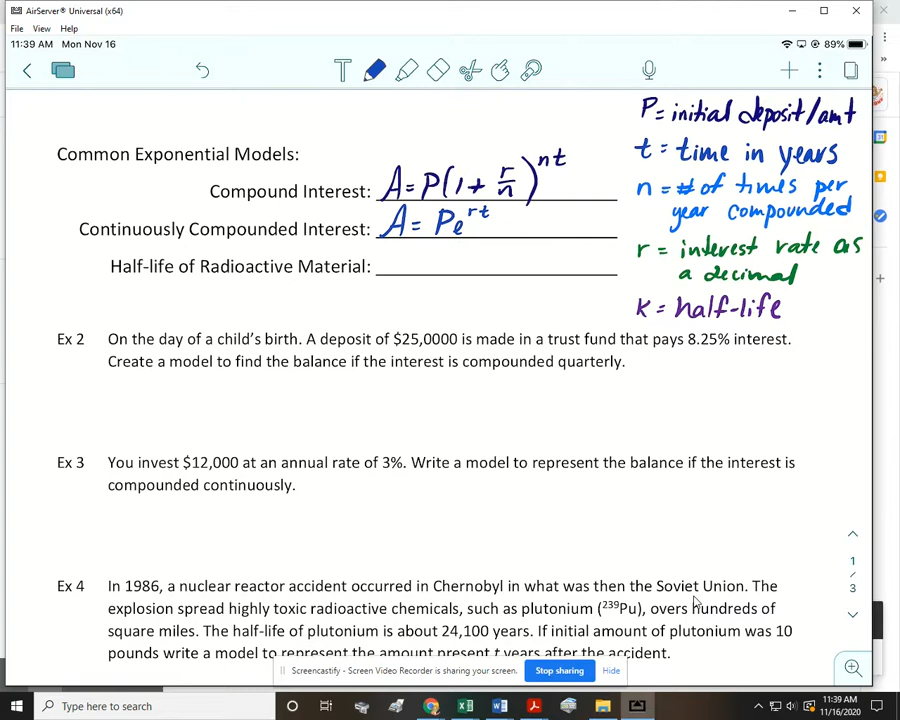 AirServer® Universal (x64)
File View Help
11:39 AM Mon Nov 16
89%
T
P = initial deposit/amt
Common Exponential Models:
t = time in years
Compound Interest: A = P(1 + r/n)^nt
n = # of times per
year compounded
Continuously Compounded Interest: A = Pe^rt
r = interest rate as
a decimal
Half-life of Radioactive Material:
k = half-life
Ex 2 On the day of a child's birth. A deposit of $25,0000 is made in a trust fund that pays 8.25% interest.
Create a model to find the balance if the interest is compounded quarterly.
Ex 3 You invest $12,000 at an annual rate of 3%. Write a model to represent the balance if the interest is
compounded continuously.
1
/
3
Ex 4 In 1986, a nuclear reactor accident occurred in Chernobyl in what was then the Soviet Union. The
explosion spread highly toxic radioactive chemicals, such as plutonium (²³⁹Pu), overs hundreds of
square miles. The half-life of plutonium is about 24,100 years. If initial amount of plutonium was 10
pounds write a model to represent the amount present t years after the accident.
Screencastify - Screen Video Recorder is sharing your screen. Stop sharing Hide
Type here to search
11:39 AM
11/16/2020